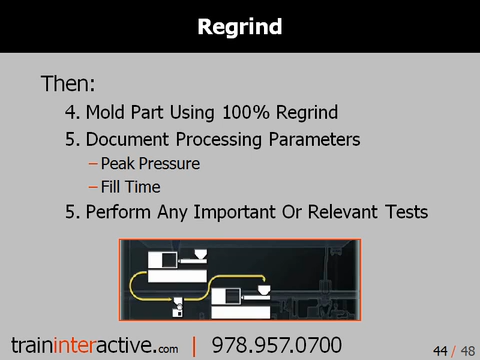 Regrind
Then:
4. Mold Part Using 100% Regrind
5. Document Processing Parameters
– Peak Pressure
– Fill Time
5. Perform Any Important Or Relevant Tests
traininteractive.com | 978.957.0700
44 / 48